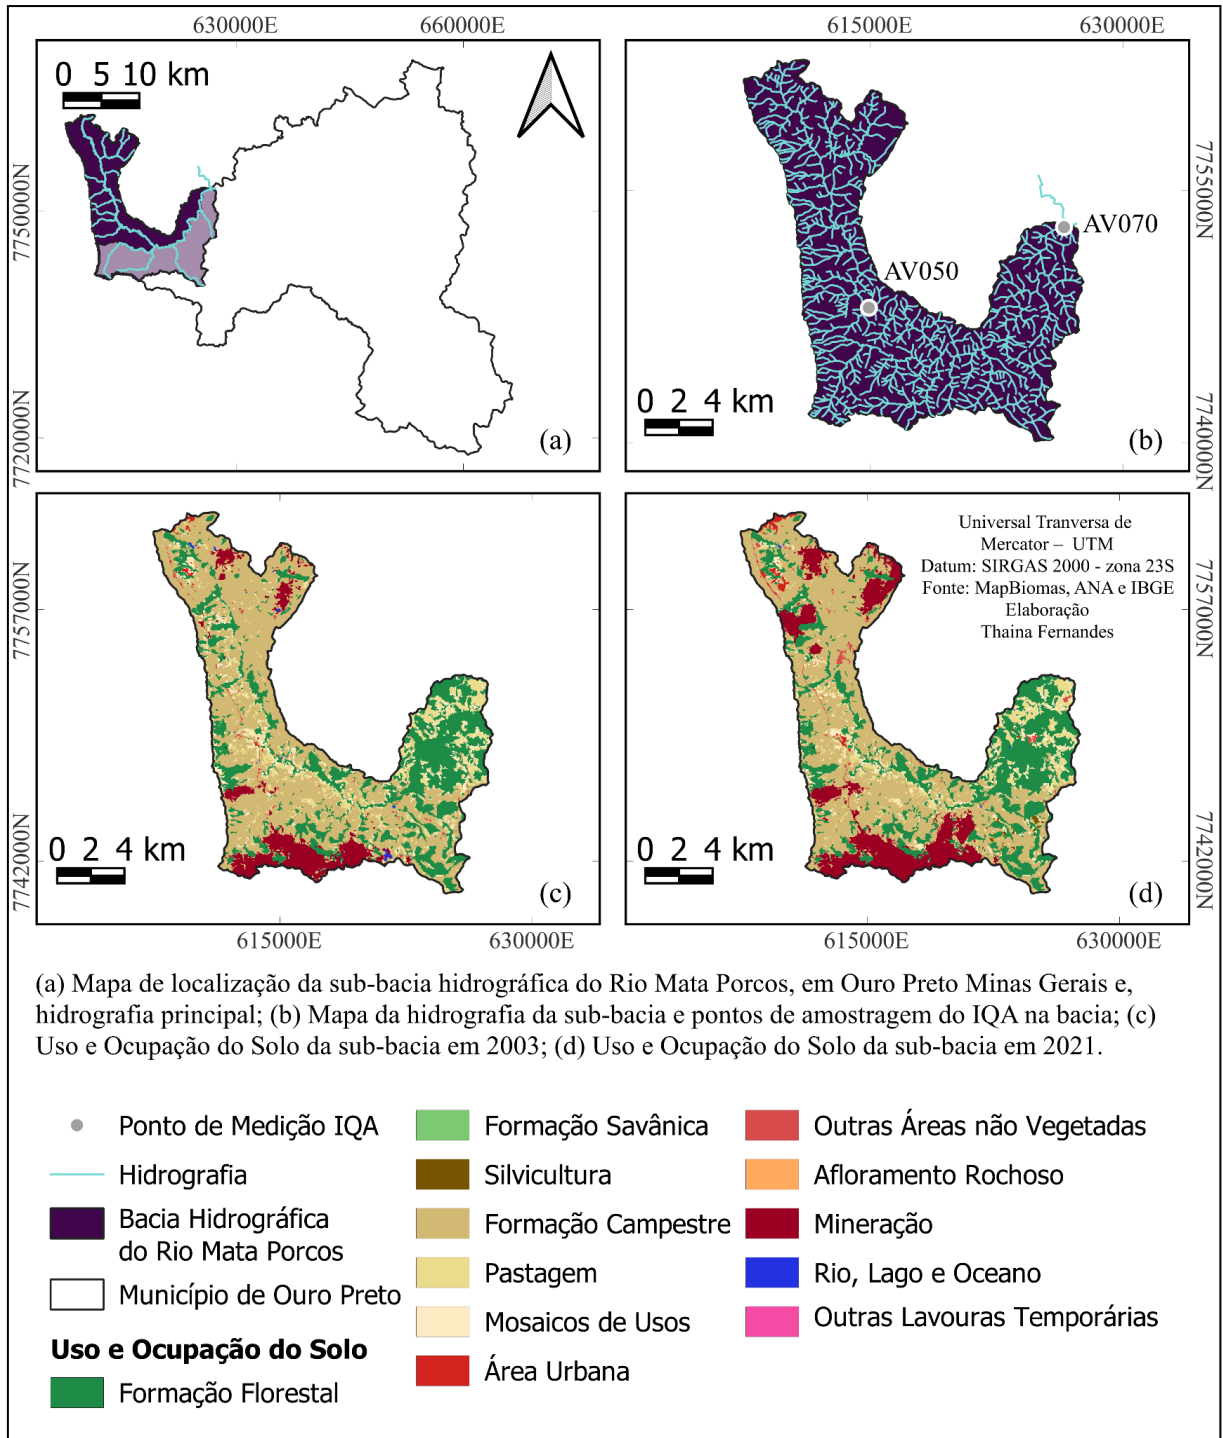 630000E
660000E
615000E
630000E
0 5 10 km
7750000N
7720000N
(a)
AV070
AV050
0 2 4 km
(b)
7755000N
7740000N
7757000N
7742000N
0 2 4 km
(c)
Universal Tranversa de
Mercator – UTM
Datum: SIRGAS 2000 - zona 23S
Fonte: MapBiomas, ANA e IBGE
Elaboração
Thaina Fernandes
0 2 4 km
(d)
7757000N
7742000N
615000E
630000E
615000E
630000E
(a) Mapa de localização da sub-bacia hidrográfica do Rio Mata Porcos, em Ouro Preto Minas Gerais e,
hidrografia principal; (b) Mapa da hidrografia da sub-bacia e pontos de amostragem do IQA na bacia; (c)
Uso e Ocupação do Solo da sub-bacia em 2003; (d) Uso e Ocupação do Solo da sub-bacia em 2021.
Ponto de Medição IQA
Hidrografia
Bacia Hidrográfica
do Rio Mata Porcos
Município de Ouro Preto
Uso e Ocupação do Solo
Formação Florestal
Formação Savânica
Silvicultura
Formação Campestre
Pastagem
Mosaicos de Usos
Área Urbana
Outras Áreas não Vegetadas
Afloramento Rochoso
Mineração
Rio, Lago e Oceano
Outras Lavouras Temporárias